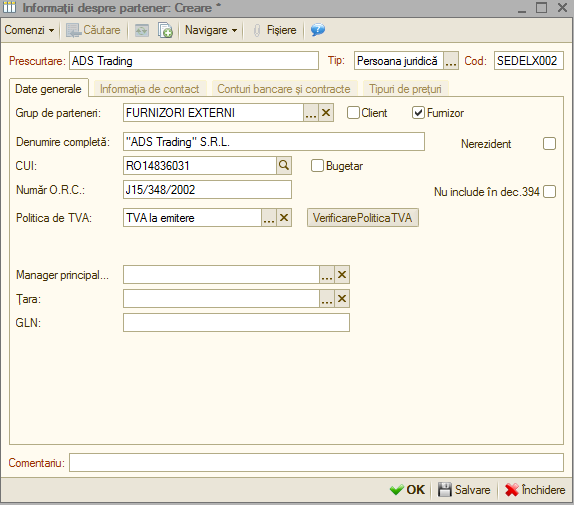 Informaţii despre partener: Creare *
Comenzi Căutare Navigare Fişiere
Prescurtare: ADS Trading Tip: Persoana juridică ... Cod: SEDELX002
Date generale Informaţia de contact Conturi bancare şi contracte Tipuri de preţuri
Grup de parteneri: FURNIZORI EXTERNI ... x Client Furnizor
Denumire completă: "ADS Trading" S.R.L. Nerezident
CUI: RO14836031 Bugetar
Număr O.R.C.: J15/348/2002 Nu include în dec.394
Politica de TVA: TVA la emitere ... x VerificarePoliticaTVA
Manager principal... ... x
Ţara: ... x
GLN:
Comentariu:
OK Salvare Închidere